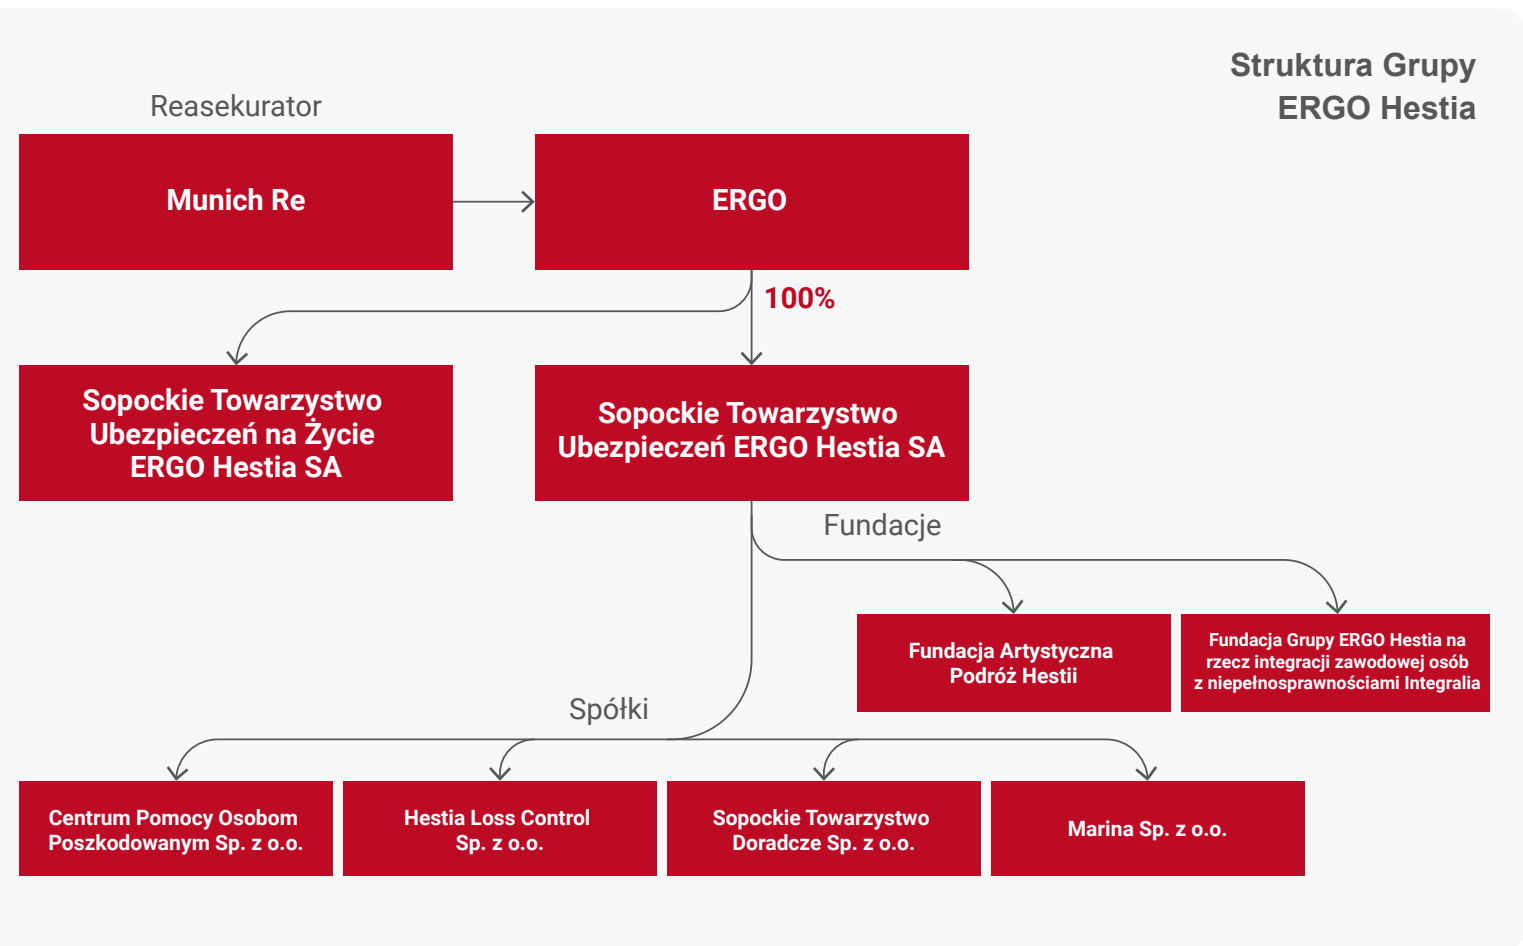 Struktura Grupy
ERGO Hestia
Reasekurator
Munich Re
ERGO
100%
Sopockie Towarzystwo
Ubezpieczeń na Życie
ERGO Hestia SA
Sopockie Towarzystwo
Ubezpieczeń ERGO Hestia SA
Fundacje
Fundacja Artystyczna
Podróż Hestii
Fundacja Grupy ERGO Hestia na
rzecz integracji zawodowej osób
z niepełnosprawnościami Integralia
Spółki
Centrum Pomocy Osobom
Poszkodowanym Sp. z o.o.
Hestia Loss Control
Sp. z o.o.
Sopockie Towarzystwo
Doradcze Sp. z o.o.
Marina Sp. z o.o.